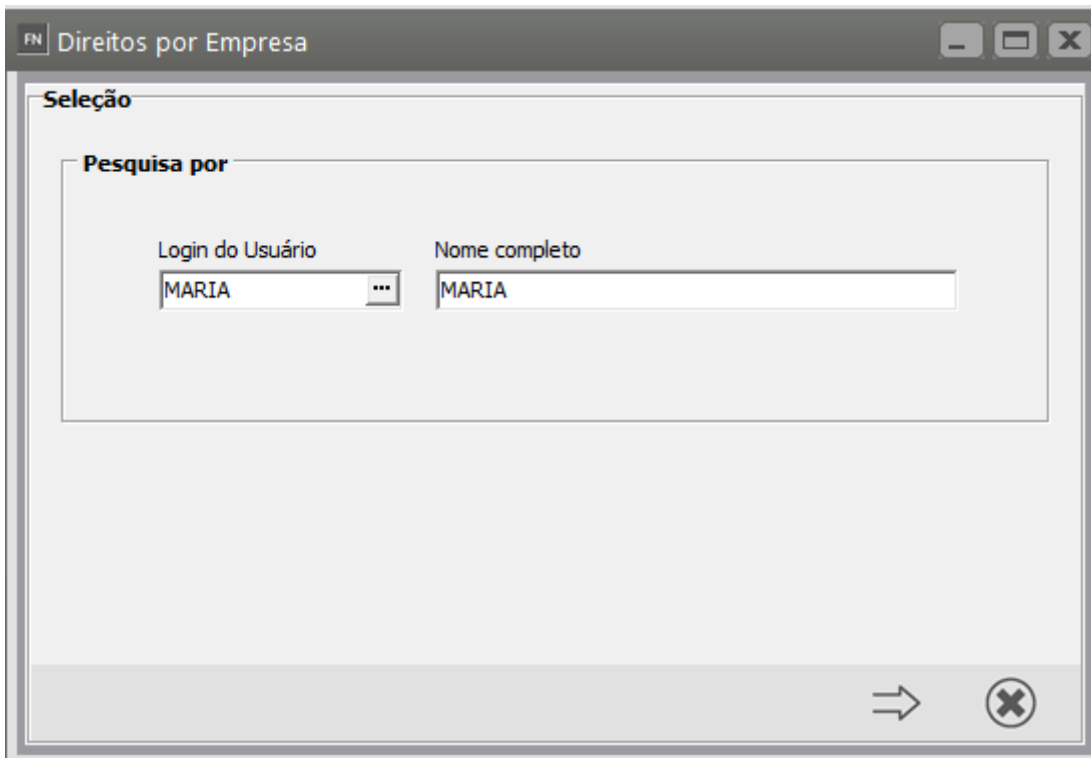 FN Direitos por Empresa
Seleção
Pesquisa por
Login do Usuário Nome completo
MARIA ... MARIA